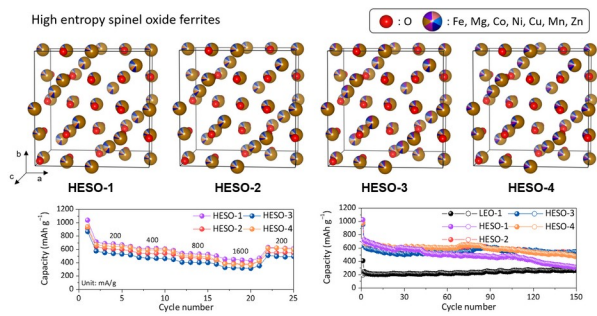 High entropy spinel oxide ferrites
: O : Fe, Mg, Co, Ni, Cu, Mn, Zn
b
c a
HESO-1 HESO-2 HESO-3 HESO-4
Capacity (mAh g⁻¹)
1200
1000
800
600
400
200
0
HESO-1 HESO-3
HESO-2 HESO-4
200 400 800 1600 200
Unit: mA/g
0 5 10 15 20 25
Cycle number
Capacity (mAh g⁻¹)
1200
1000
800
600
400
200
0
LEO-1 HESO-3
HESO-1 HESO-4
HESO-2
0 30 60 90 120 150
Cycle number